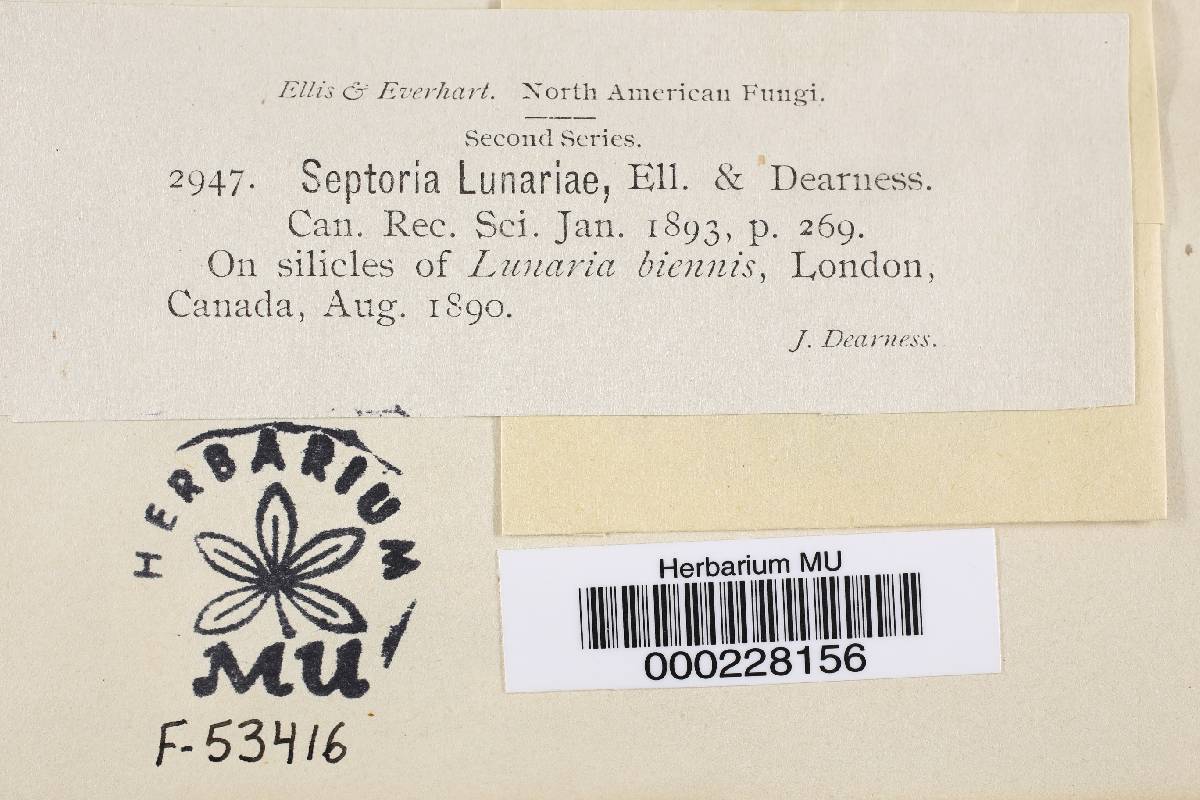 Ellis & Everhart. North American Fungi.
Second Series.
2947. Septoria Lunariae, Ell. & Dearness.
Can. Rec. Sci. Jan. 1893, p. 269.
On silicles of Lunaria biennis, London,
Canada, Aug. 1890.
J. Dearness.
HERBARIUM
MU
F-53416
Herbarium MU
000228156